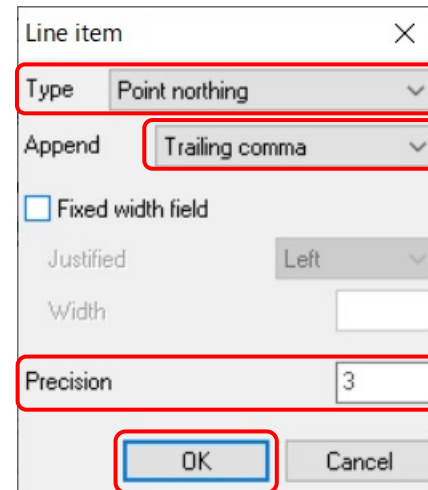 Line item
Type Point northing
Append Trailing comma
Fixed width field
Justified Left
Width
Precision 3
OK Cancel